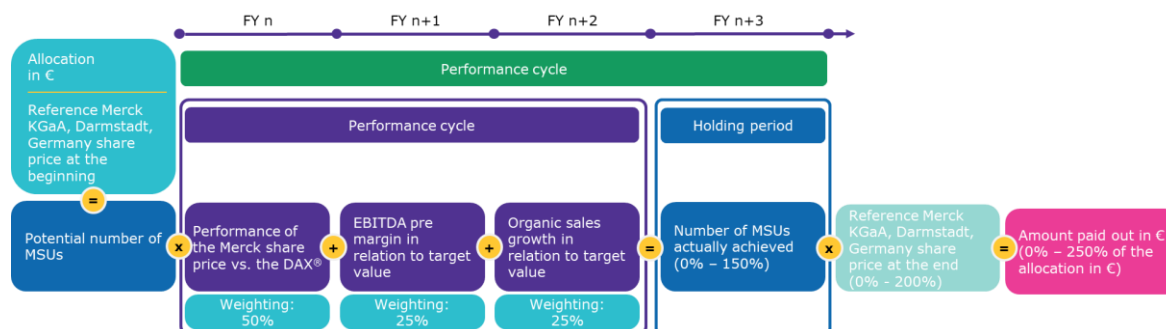 FY n
FY n+1
FY n+2
FY n+3
Allocation
in €
Reference Merck
KGaA, Darmstadt,
Germany share
price at the
beginning
Performance cycle
Performance cycle
Holding period
=
Potential number of
MSUs
x
Performance of
the Merck share
price vs. the DAX®
+
EBITDA pre
margin in
relation to target
value
+
Organic sales
growth in
relation to target
value
=
Number of MSUs
actually achieved
(0% – 150%)
x
Reference Merck
KGaA, Darmstadt,
Germany share
price at the end
(0% - 200%)
=
Amount paid out in €
(0% – 250% of the
allocation in €)
Weighting:
50%
Weighting:
25%
Weighting:
25%